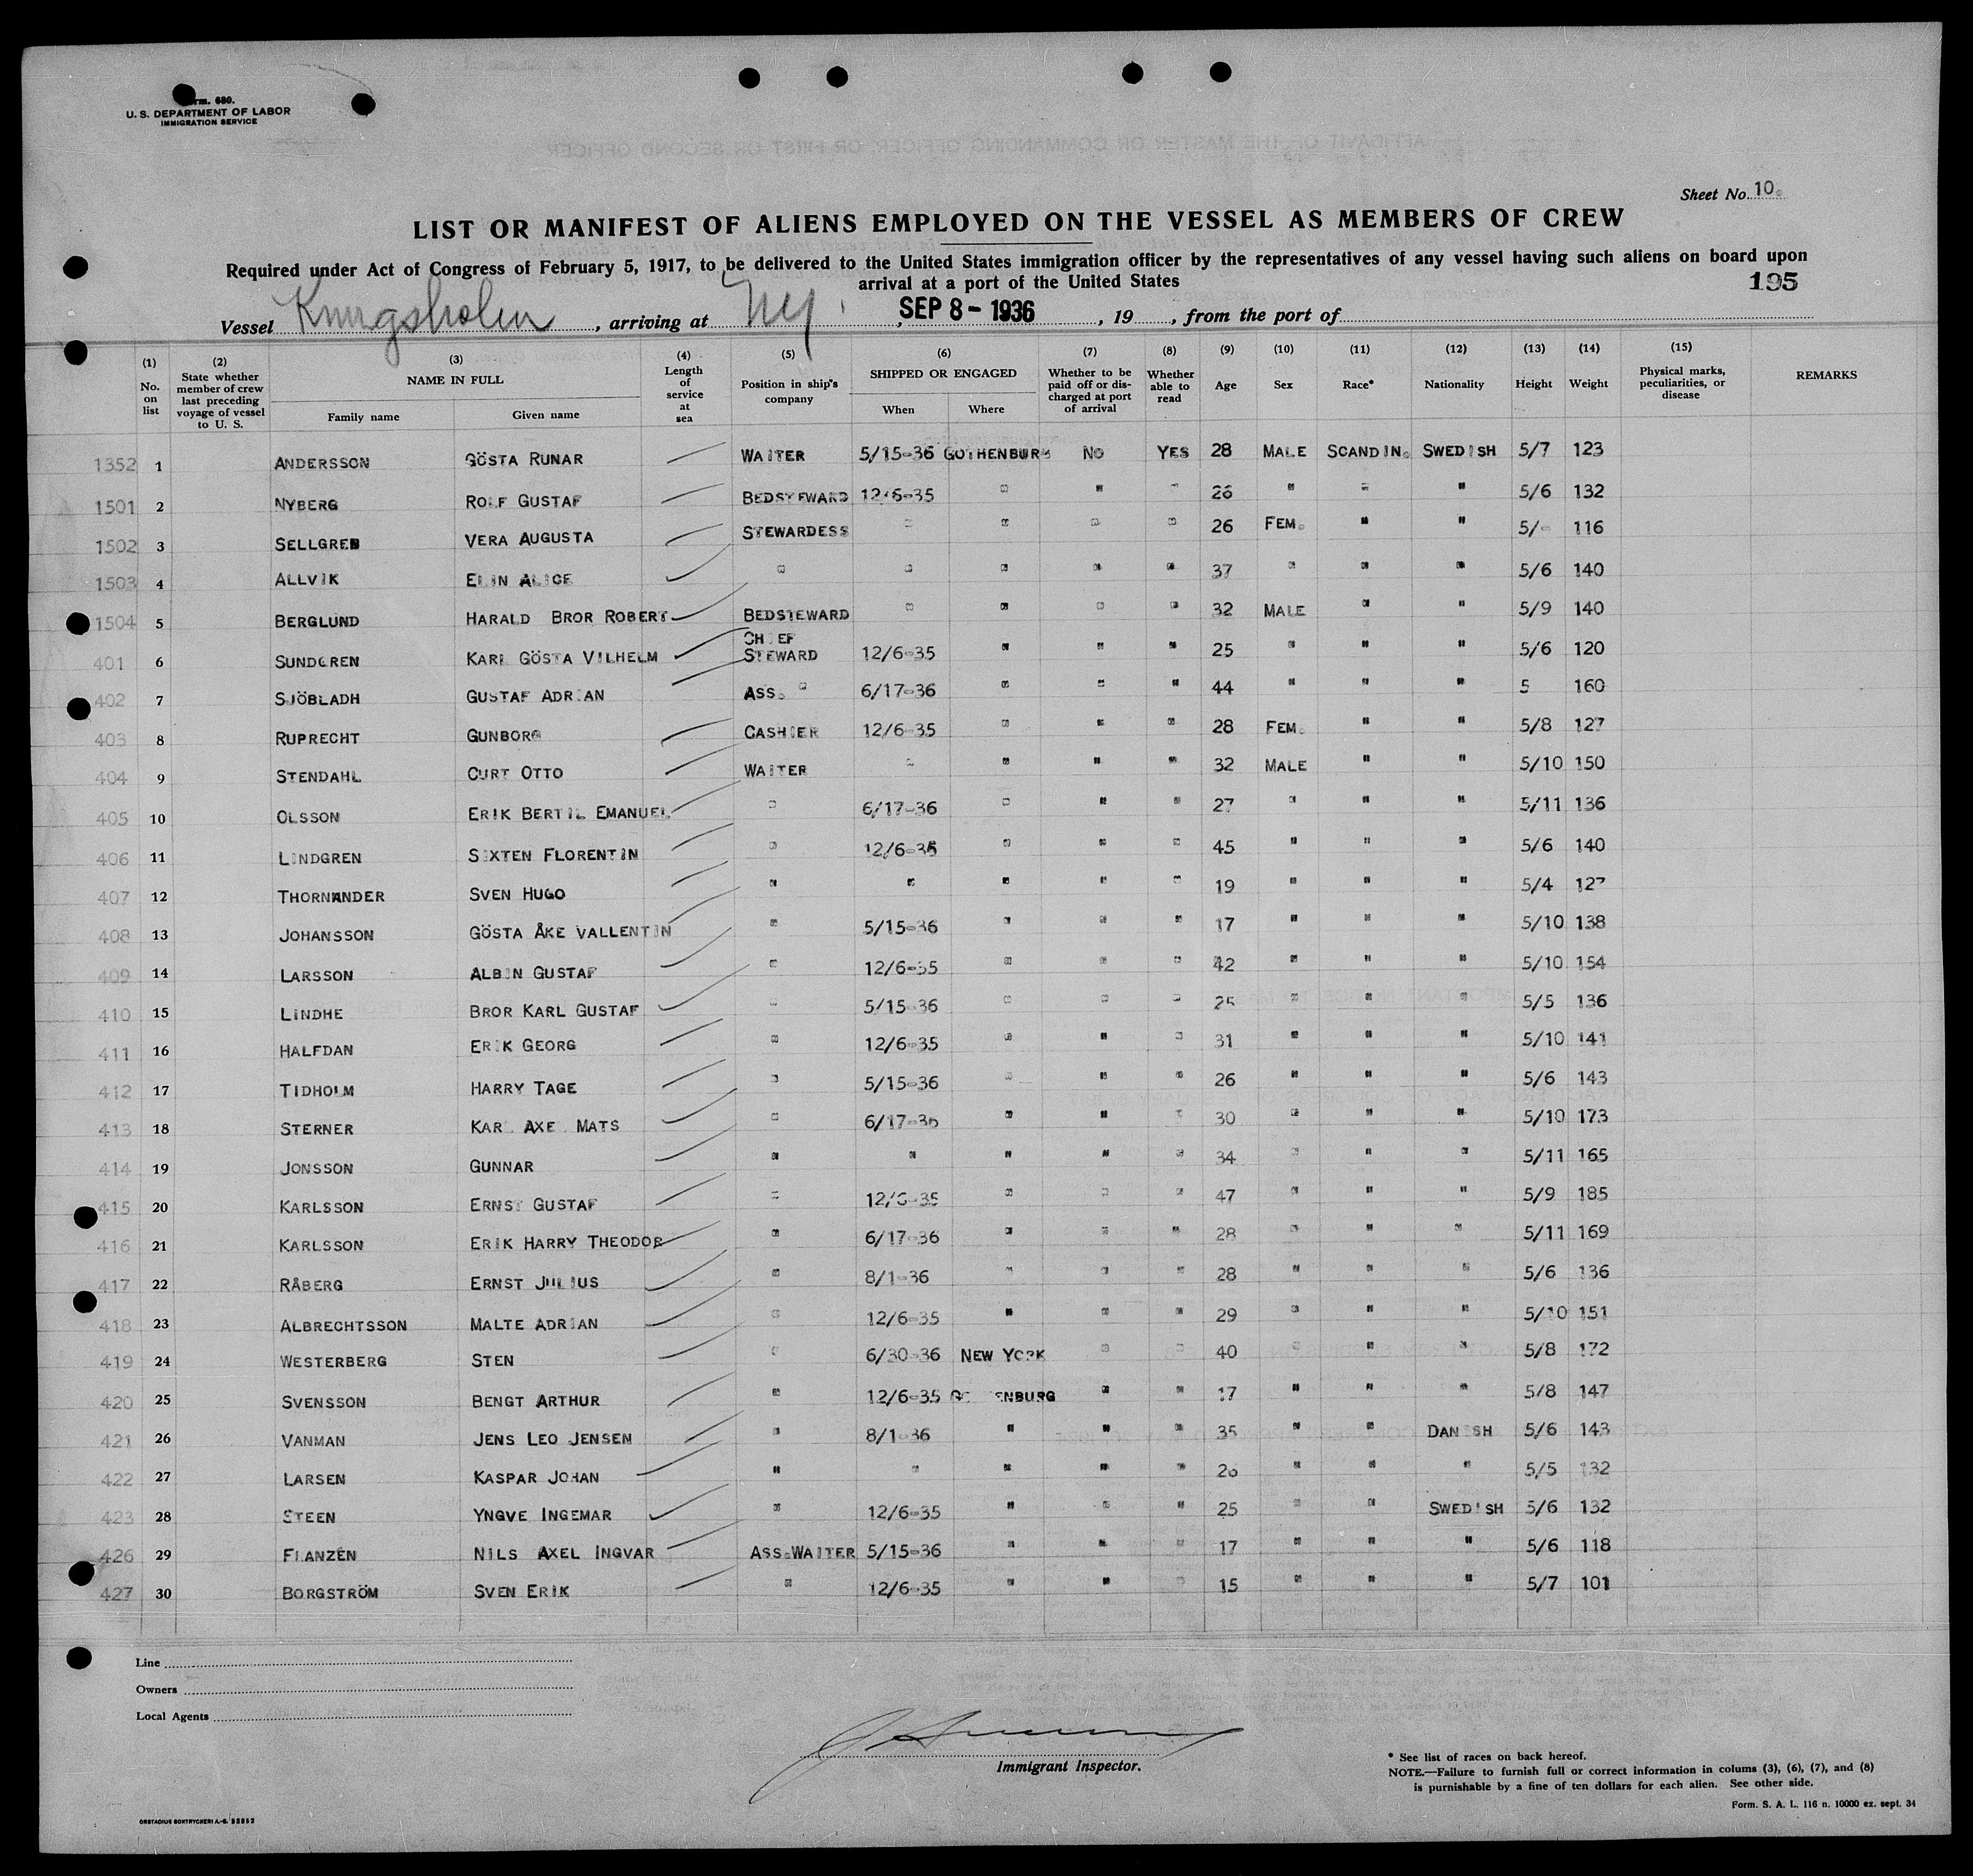 Form. 680.
U. S. DEPARTMENT OF LABOR
IMMIGRATION SERVICE
Sheet No. 10.
LIST OR MANIFEST OF ALIENS EMPLOYED ON THE VESSEL AS MEMBERS OF CREW
Required under Act of Congress of February 5, 1917, to be delivered to the United States immigration officer by the representatives of any vessel having such aliens on board upon
arrival at a port of the United States
195
Vessel Kungsholm, arriving at N.Y., SEP 8 - 1936, 19, from the port of
(1) (2) (3) (4) (5) (6) (7) (8) (9) (10) (11) (12) (13) (14) (15)
No. on list | State whether member of crew last preceding voyage of vessel to U. S. | NAME IN FULL | Family name | Given name | Length of service at sea | Position in ship's company | SHIPPED OR ENGAGED | When | Where | Whether to be paid off or discharged at port of arrival | Whether able to read | Age | Sex | Race* | Nationality | Height | Weight | Physical marks, peculiarities, or disease | REMARKS
1352 1 ANDERSSON GÖSTA RUNAR WAITER 5/15-36 GOTHENBURG NO YES 28 MALE SCANDIN. SWEDISH 5/7 123
1501 2 NYBERG ROLF GUSTAF BEDSTEWARD 12/6-35 " " " 26 " " " 5/6 132
1502 3 SELLGREN VERA AUGUSTA STEWARDESS " " " " 26 FEM. " " 5/- 116
1503 4 ALLVIK ELIN ALICE " " " " " 37 " " " 5/6 140
1504 5 BERGLUND HARALD BROR ROBERT BEDSTEWARD " " " " 32 MALE " " 5/9 140
401 6 SUNDGREN KARL GÖSTA VILHELM CHIEF STEWARD 12/6-35 " " " 25 " " " 5/6 120
402 7 SJÖBLADH GUSTAF ADRIAN ASS. " 6/17-36 " " " 44 " " " 5 160
403 8 RUPRECHT GUNBORG CASHIER 12/6-35 " " " 28 FEM. " " 5/8 127
404 9 STENDAHL CURT OTTO WAITER " " " " 32 MALE " " 5/10 150
405 10 OLSSON ERIK BERTIL EMANUEL " 6/17-36 " " " 27 " " " 5/11 136
406 11 LINDGREN SIXTEN FLORENTIN " 12/6-35 " " " 45 " " " 5/6 140
407 12 THORNANDER SVEN HUGO " " " " " 19 " " " 5/4 127
408 13 JOHANSSON GÖSTA ÅKE VALLENTIN " 5/15-36 " " " 17 " " " 5/10 138
409 14 LARSSON ALBIN GUSTAF " 12/6-35 " " " 42 " " " 5/10 154
410 15 LINDHE BROR KARL GUSTAF " 5/15-36 " " " 25 " " " 5/5 136
411 16 HALFDAN ERIK GEORG " 12/6-35 " " " 31 " " " 5/10 141
412 17 TIDHOLM HARRY TAGE " 5/15-36 " " " 26 " " " 5/6 143
413 18 STERNER KARL AXEL MATS " 6/17-36 " " " 30 " " " 5/10 173
414 19 JONSSON GUNNAR " " " " " 34 " " " 5/11 165
415 20 KARLSSON ERNST GUSTAF " 12/6-35 " " " 47 " " " 5/9 185
416 21 KARLSSON ERIK HARRY THEODOR " 6/17-36 " " " 28 " " " 5/11 169
417 22 RÅBERG ERNST JULIUS " 8/1-36 " " " 28 " " " 5/6 136
418 23 ALBRECHTSSON MALTE ADRIAN " 12/6-35 " " " 29 " " " 5/10 151
419 24 WESTERBERG STEN " 6/30-36 NEW YORK " " 40 " " " 5/8 172
420 25 SVENSSON BENGT ARTHUR " 12/6-35 GOTHENBURG " " 17 " " " 5/8 147
421 26 VANMAN JENS LEO JENSEN " 8/1-36 " " " 35 " " DANISH 5/6 143
422 27 LARSEN KASPAR JOHAN " " " " " 26 " " " 5/5 132
423 28 STEEN YNGVE INGEMAR " 12/6-35 " " " 25 " " SWEDISH 5/6 132
426 29 FLANZÉN NILS AXEL INGVAR ASS.WAITER 5/15-36 " " " 17 " " " 5/6 118
427 30 BORGSTRÖM SVEN ERIK " 12/6-35 " " " 15 " " " 5/7 101
Line
Owners
Local Agents
Immigrant Inspector.
* See list of races on back hereof.
NOTE.—Failure to furnish full or correct information in colums (3), (6), (7), and (8)
is purnishable by a fine of ten dollars for each alien. See other side.
Form. S. A. L. 116 n. 10000 ex. sept. 34